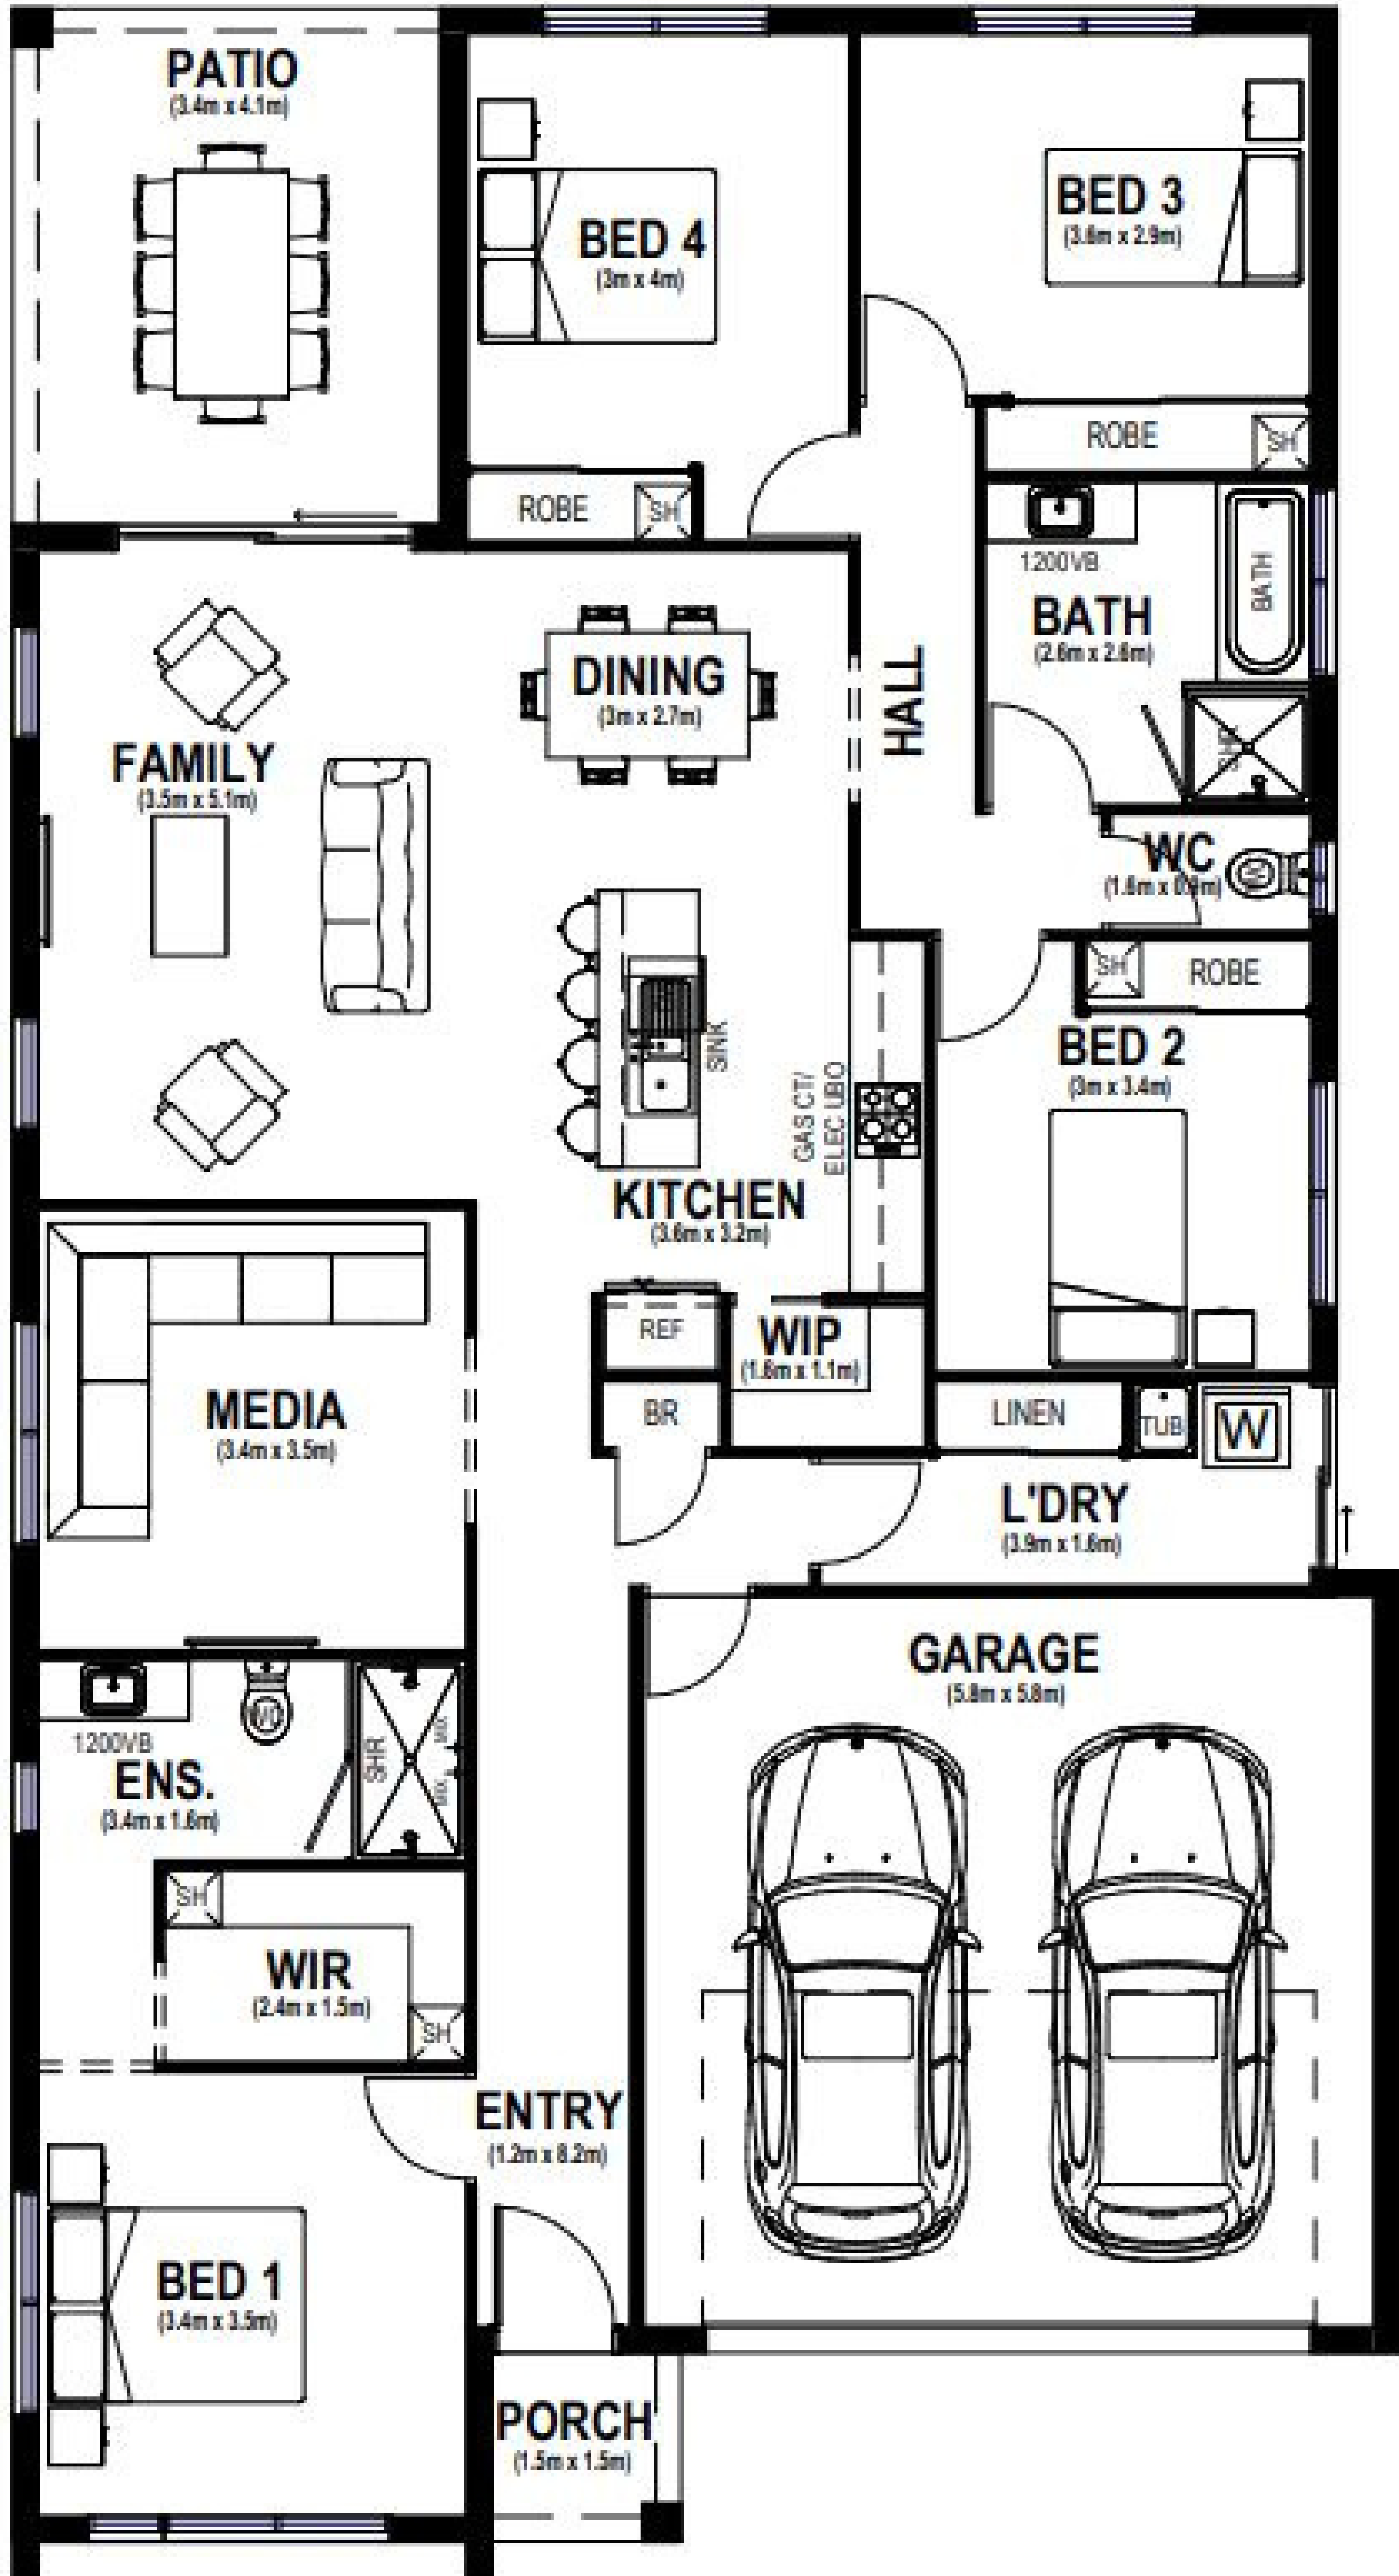 PATIO
(3.4m x 4.1m)
BED 4
(3m x 4m)
BED 3
(3.6m x 2.9m)
ROBE
SH
ROBE
SH
1200VB
BATH
(2.6m x 2.6m)
BATH
SHR
HALL
DINING
(3m x 2.7m)
FAMILY
(3.5m x 5.1m)
WC
(1.6m x 0.9m)
SH
ROBE
BED 2
(3m x 3.4m)
SINK
GAS CT/
ELEC UBO
KITCHEN
(3.6m x 3.2m)
REF
WIP
(1.6m x 1.1m)
BR
LINEN
TUB
W
MEDIA
(3.4m x 3.5m)
L'DRY
(3.9m x 1.6m)
GARAGE
(5.8m x 5.8m)
1200VB
WC
SHR
MIX
MIX
ENS.
(3.4m x 1.6m)
SH
WIR
(2.4m x 1.5m)
SH
ENTRY
(1.2m x 8.2m)
BED 1
(3.4m x 3.5m)
PORCH
(1.5m x 1.5m)